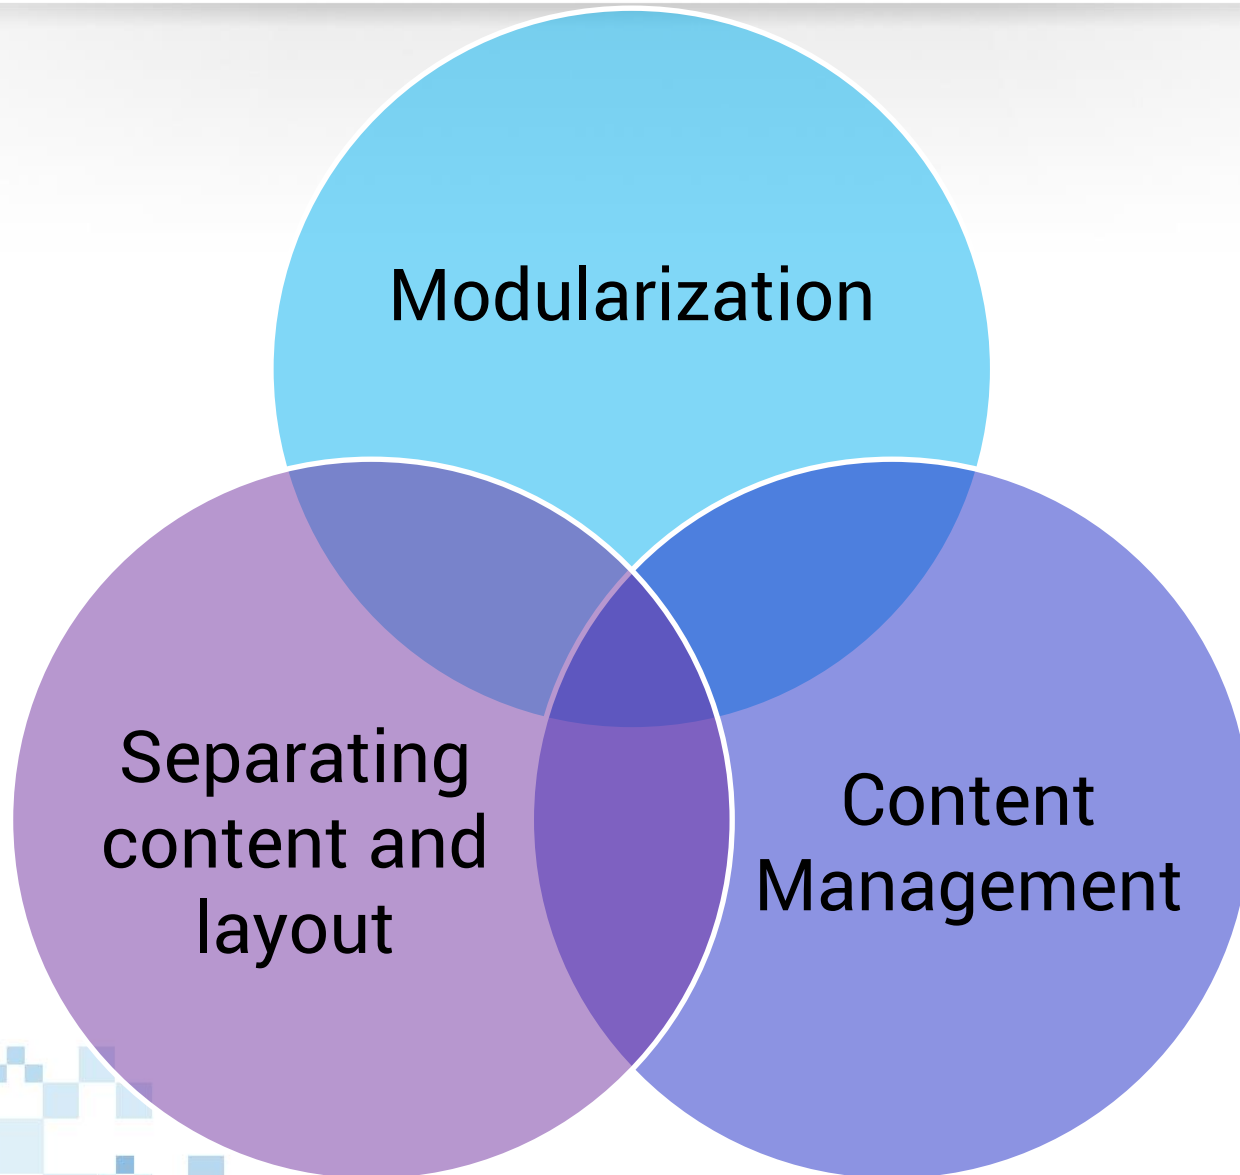 Modularization
Separating
content and
layout
Content
Management